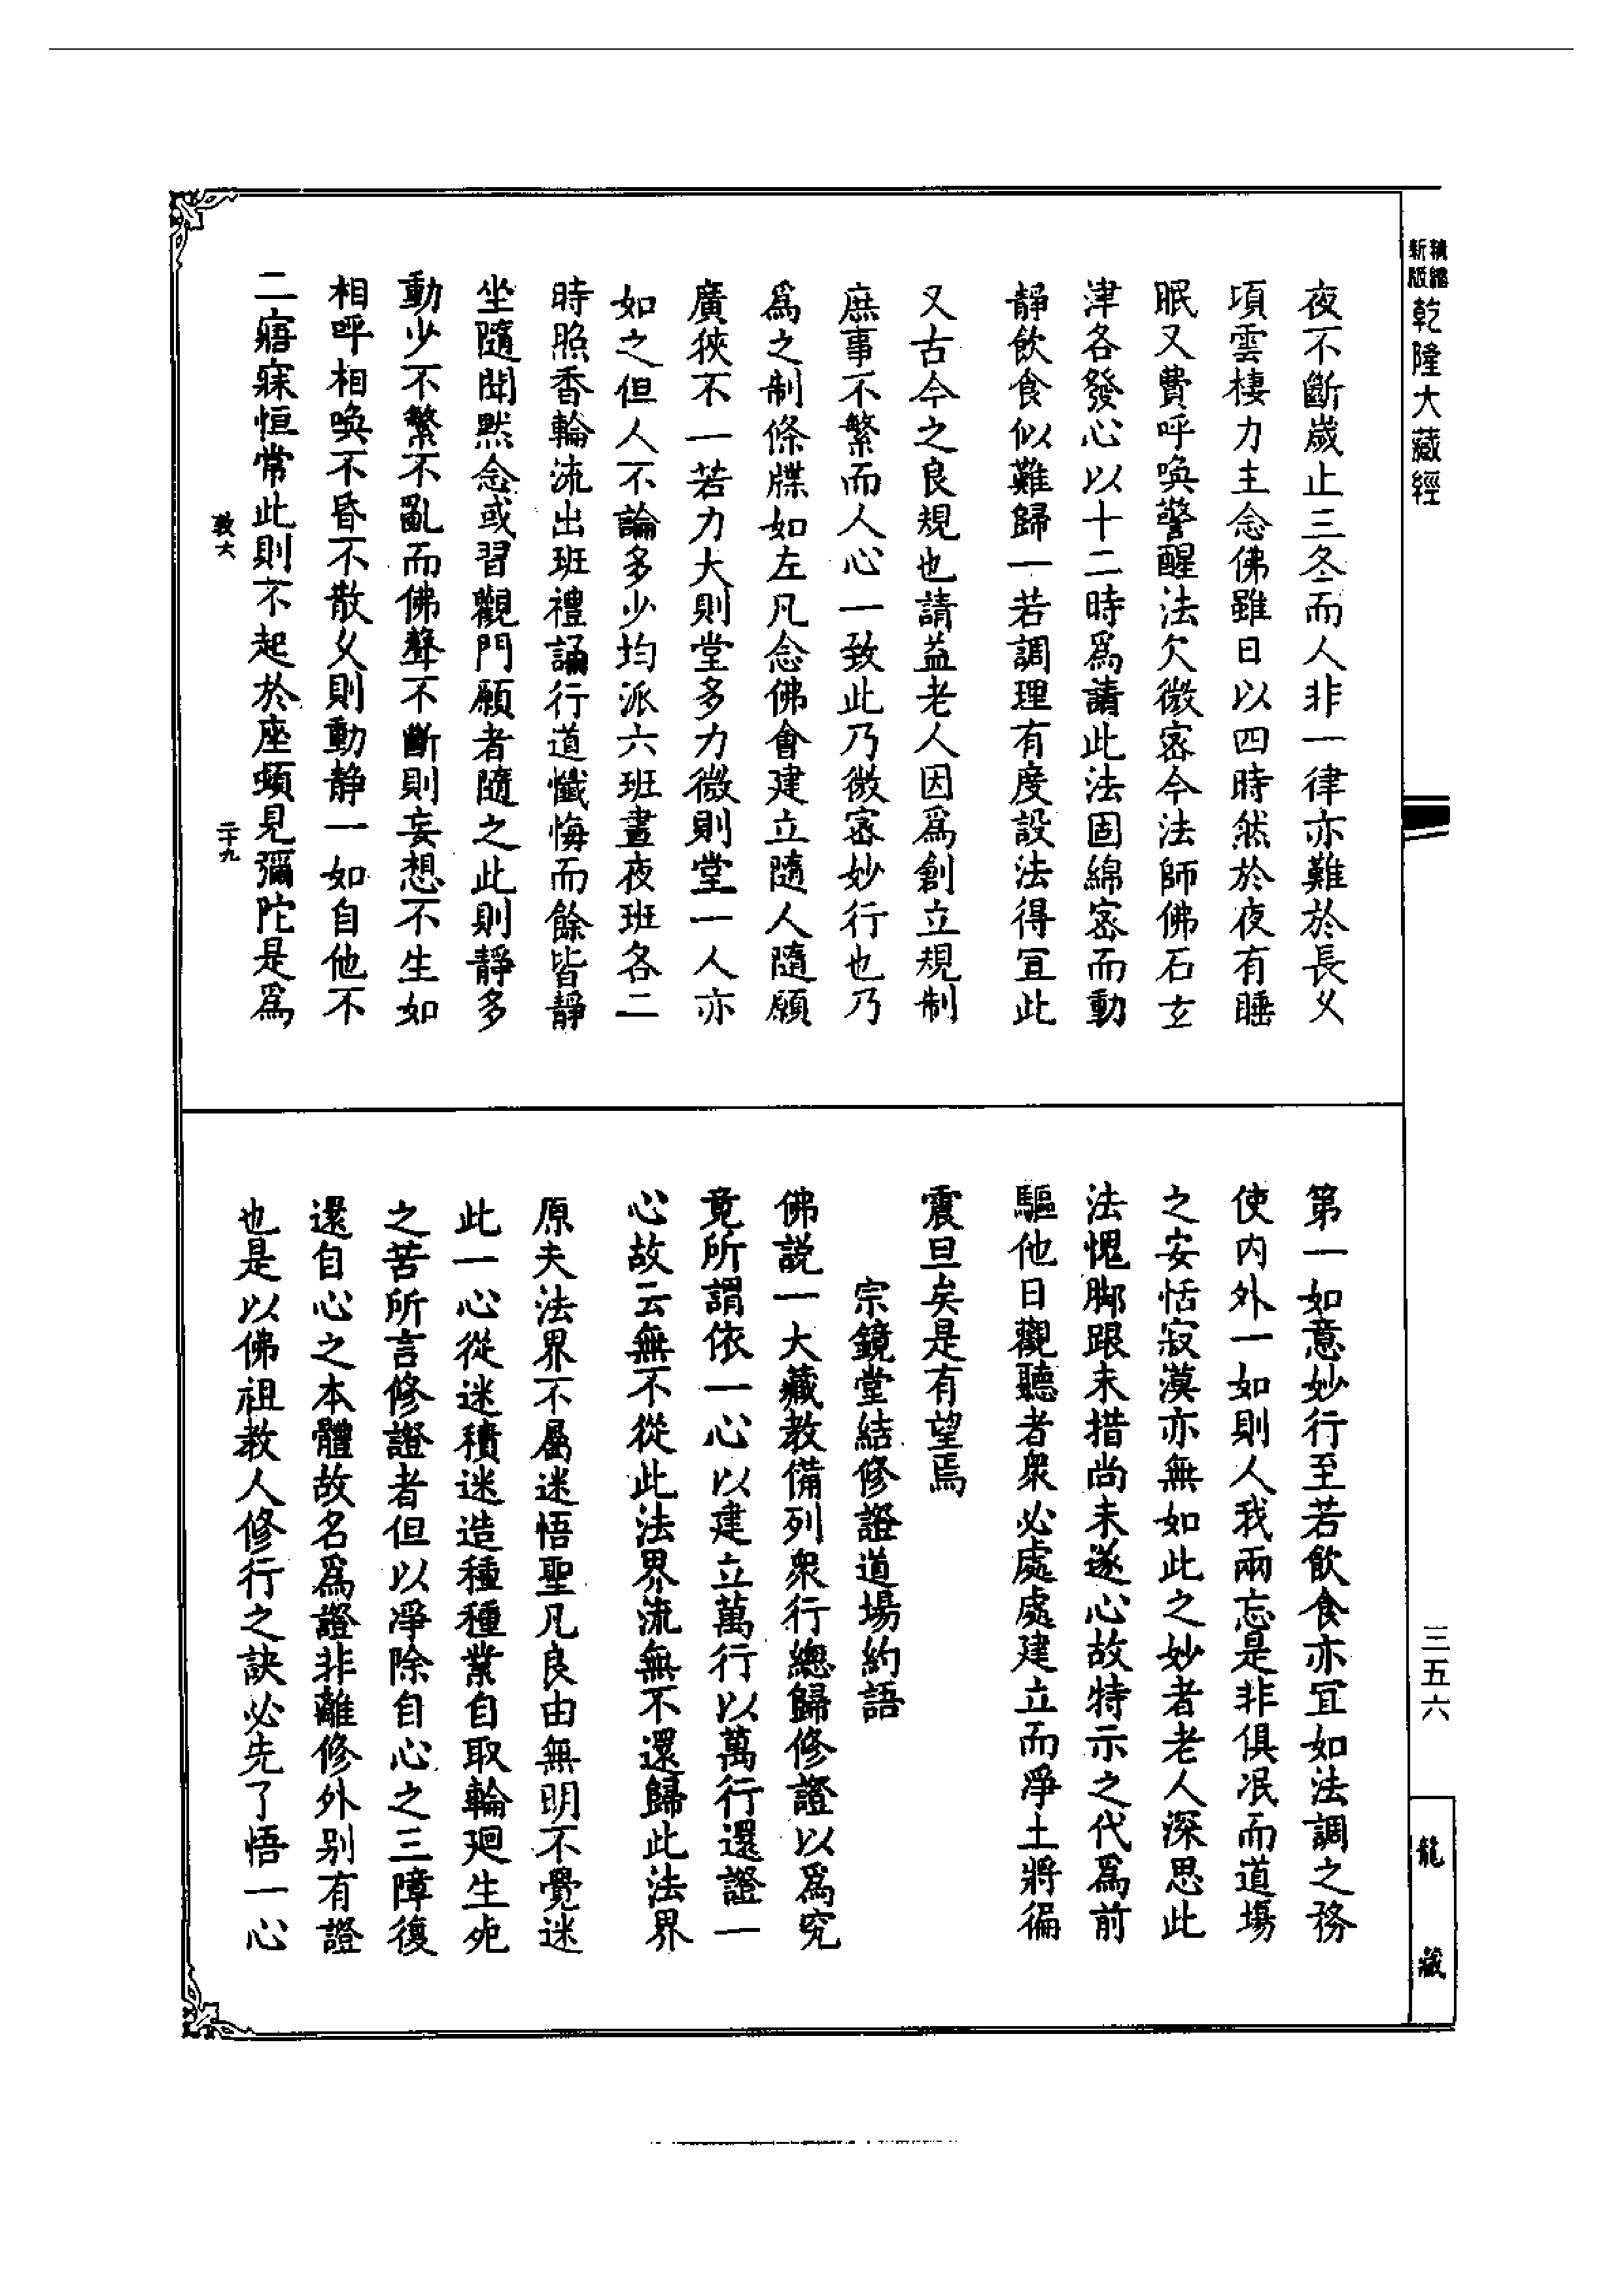 精縮
新版
乾隆大藏經
夜不斷歲止三冬而人非一律亦難於長乂
項雲棲力主念佛雖日以四時然於夜有睡
眠又費呼喚警醒法欠微密今法師佛石玄
津各發心以十二時爲請此法固綿密而動
靜飲食似難歸一若調理有度設法得宜此
又古今之良規也請益老人因爲創立規制
庶事不繁而人心一致此乃微密妙行也乃
爲之制條牒如左凡念佛會建立隨人隨願
廣狹不一若力大則堂多力微則堂一人亦
如之但人不論多少均派六班晝夜班各二
時照香輪流出班禮誦行道懺悔而餘皆靜
坐隨聞默念或習觀門願者隨之此則靜多
動少不繁不亂而佛聲不斷則妄想不生如
相呼相喚不昏不散乂則動靜一如自他不
二寤寐恒常此則不起於座頓見彌陀是爲
二十九
第一如意妙行至若飲食亦宜如法調之務
使內外一如則人我兩忘是非俱泯而道場
之安恬寂漠亦無如此之妙者老人深思此
法愧脚跟未措尚未遂心故特示之代爲前
驅他日觀聽者衆必處處建立而淨土將徧
震旦矣是有望焉
宗鏡堂結修證道場約語
佛説一大藏教備列衆行總歸修證以爲究
竟所謂依一心以建立萬行以萬行還證一
心故云無不從此法界流無不還歸此法界
原夫法界不屬迷悟聖凡良由無明不覺迷
此一心從迷積迷造種種業自取輪廻生死
之苦所言修證者但以淨除自心之三障復
還自心之本體故名爲證非離修外別有證
也是以佛祖教人修行之訣必先了悟一心
三五六
龍藏